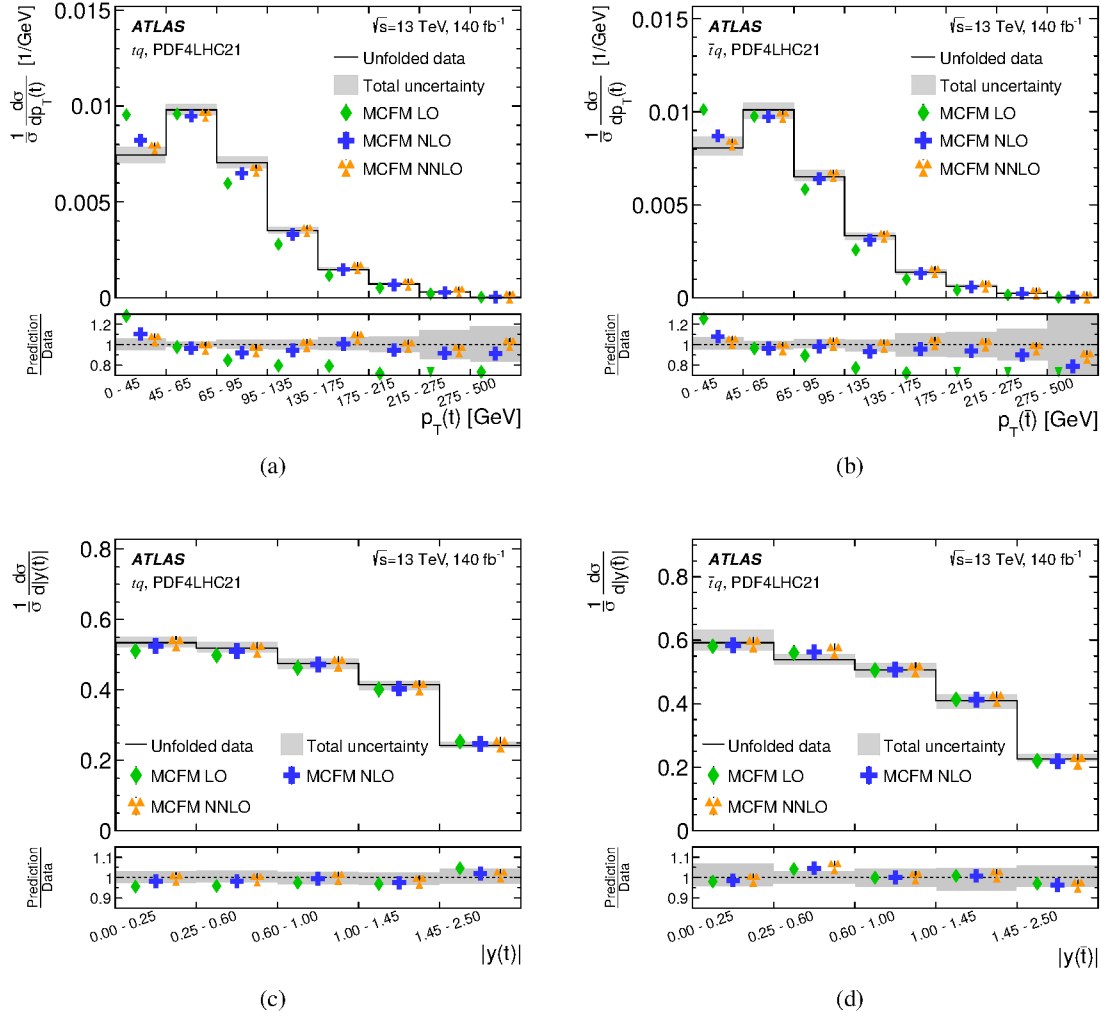 1/σ dσ/dp_T(t) [1/GeV]
ATLAS
√s=13 TeV, 140 fb⁻¹
tq, PDF4LHC21
Unfolded data
Total uncertainty
MCFM LO
MCFM NLO
MCFM NNLO
0.015
0.01
0.005
0
Prediction/Data
1.2
1
0.8
0 - 45
45 - 65
65 - 95
95 - 135
135 - 175
175 - 215
215 - 275
275 - 500
p_T(t) [GeV]
(a)
1/σ dσ/dp_T(t̄) [1/GeV]
ATLAS
√s=13 TeV, 140 fb⁻¹
t̄q, PDF4LHC21
Unfolded data
Total uncertainty
MCFM LO
MCFM NLO
MCFM NNLO
0.015
0.01
0.005
0
Prediction/Data
1.2
1
0.8
0 - 45
45 - 65
65 - 95
95 - 135
135 - 175
175 - 215
215 - 275
275 - 500
p_T(t̄) [GeV]
(b)
1/σ dσ/d|y(t)|
ATLAS
√s=13 TeV, 140 fb⁻¹
tq, PDF4LHC21
0.8
0.6
0.4
0.2
0
Unfolded data
Total uncertainty
MCFM LO
MCFM NLO
MCFM NNLO
Prediction/Data
1.1
1
0.9
0.00 - 0.25
0.25 - 0.60
0.60 - 1.00
1.00 - 1.45
1.45 - 2.50
|y(t)|
(c)
1/σ dσ/d|y(t̄)|
ATLAS
√s=13 TeV, 140 fb⁻¹
t̄q, PDF4LHC21
0.8
0.6
0.4
0.2
0
Unfolded data
Total uncertainty
MCFM LO
MCFM NLO
MCFM NNLO
Prediction/Data
1.1
1
0.9
0.00 - 0.25
0.25 - 0.60
0.60 - 1.00
1.00 - 1.45
1.45 - 2.50
|y(t̄)|
(d)